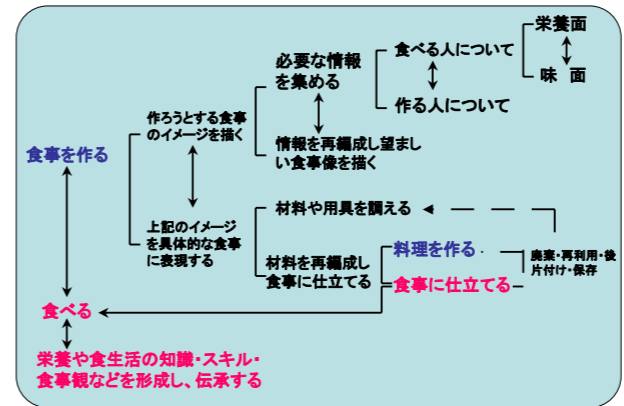 栄養面
味 面
食べる人について
作る人について
必要な情報
を集める
情報を再編成し望まし
い食事像を描く
作ろうとする食事
のイメージを描く
食事を作る
上記のイメージ
を具体的な食事
に表現する
材料や用具を調える
材料を再編成し
食事に仕立てる
料理を作る
食事に仕立てる
廃棄・再利用・後
片付け・保存
食べる
栄養や食生活の知識・スキル・
食事観などを形成し、伝承する